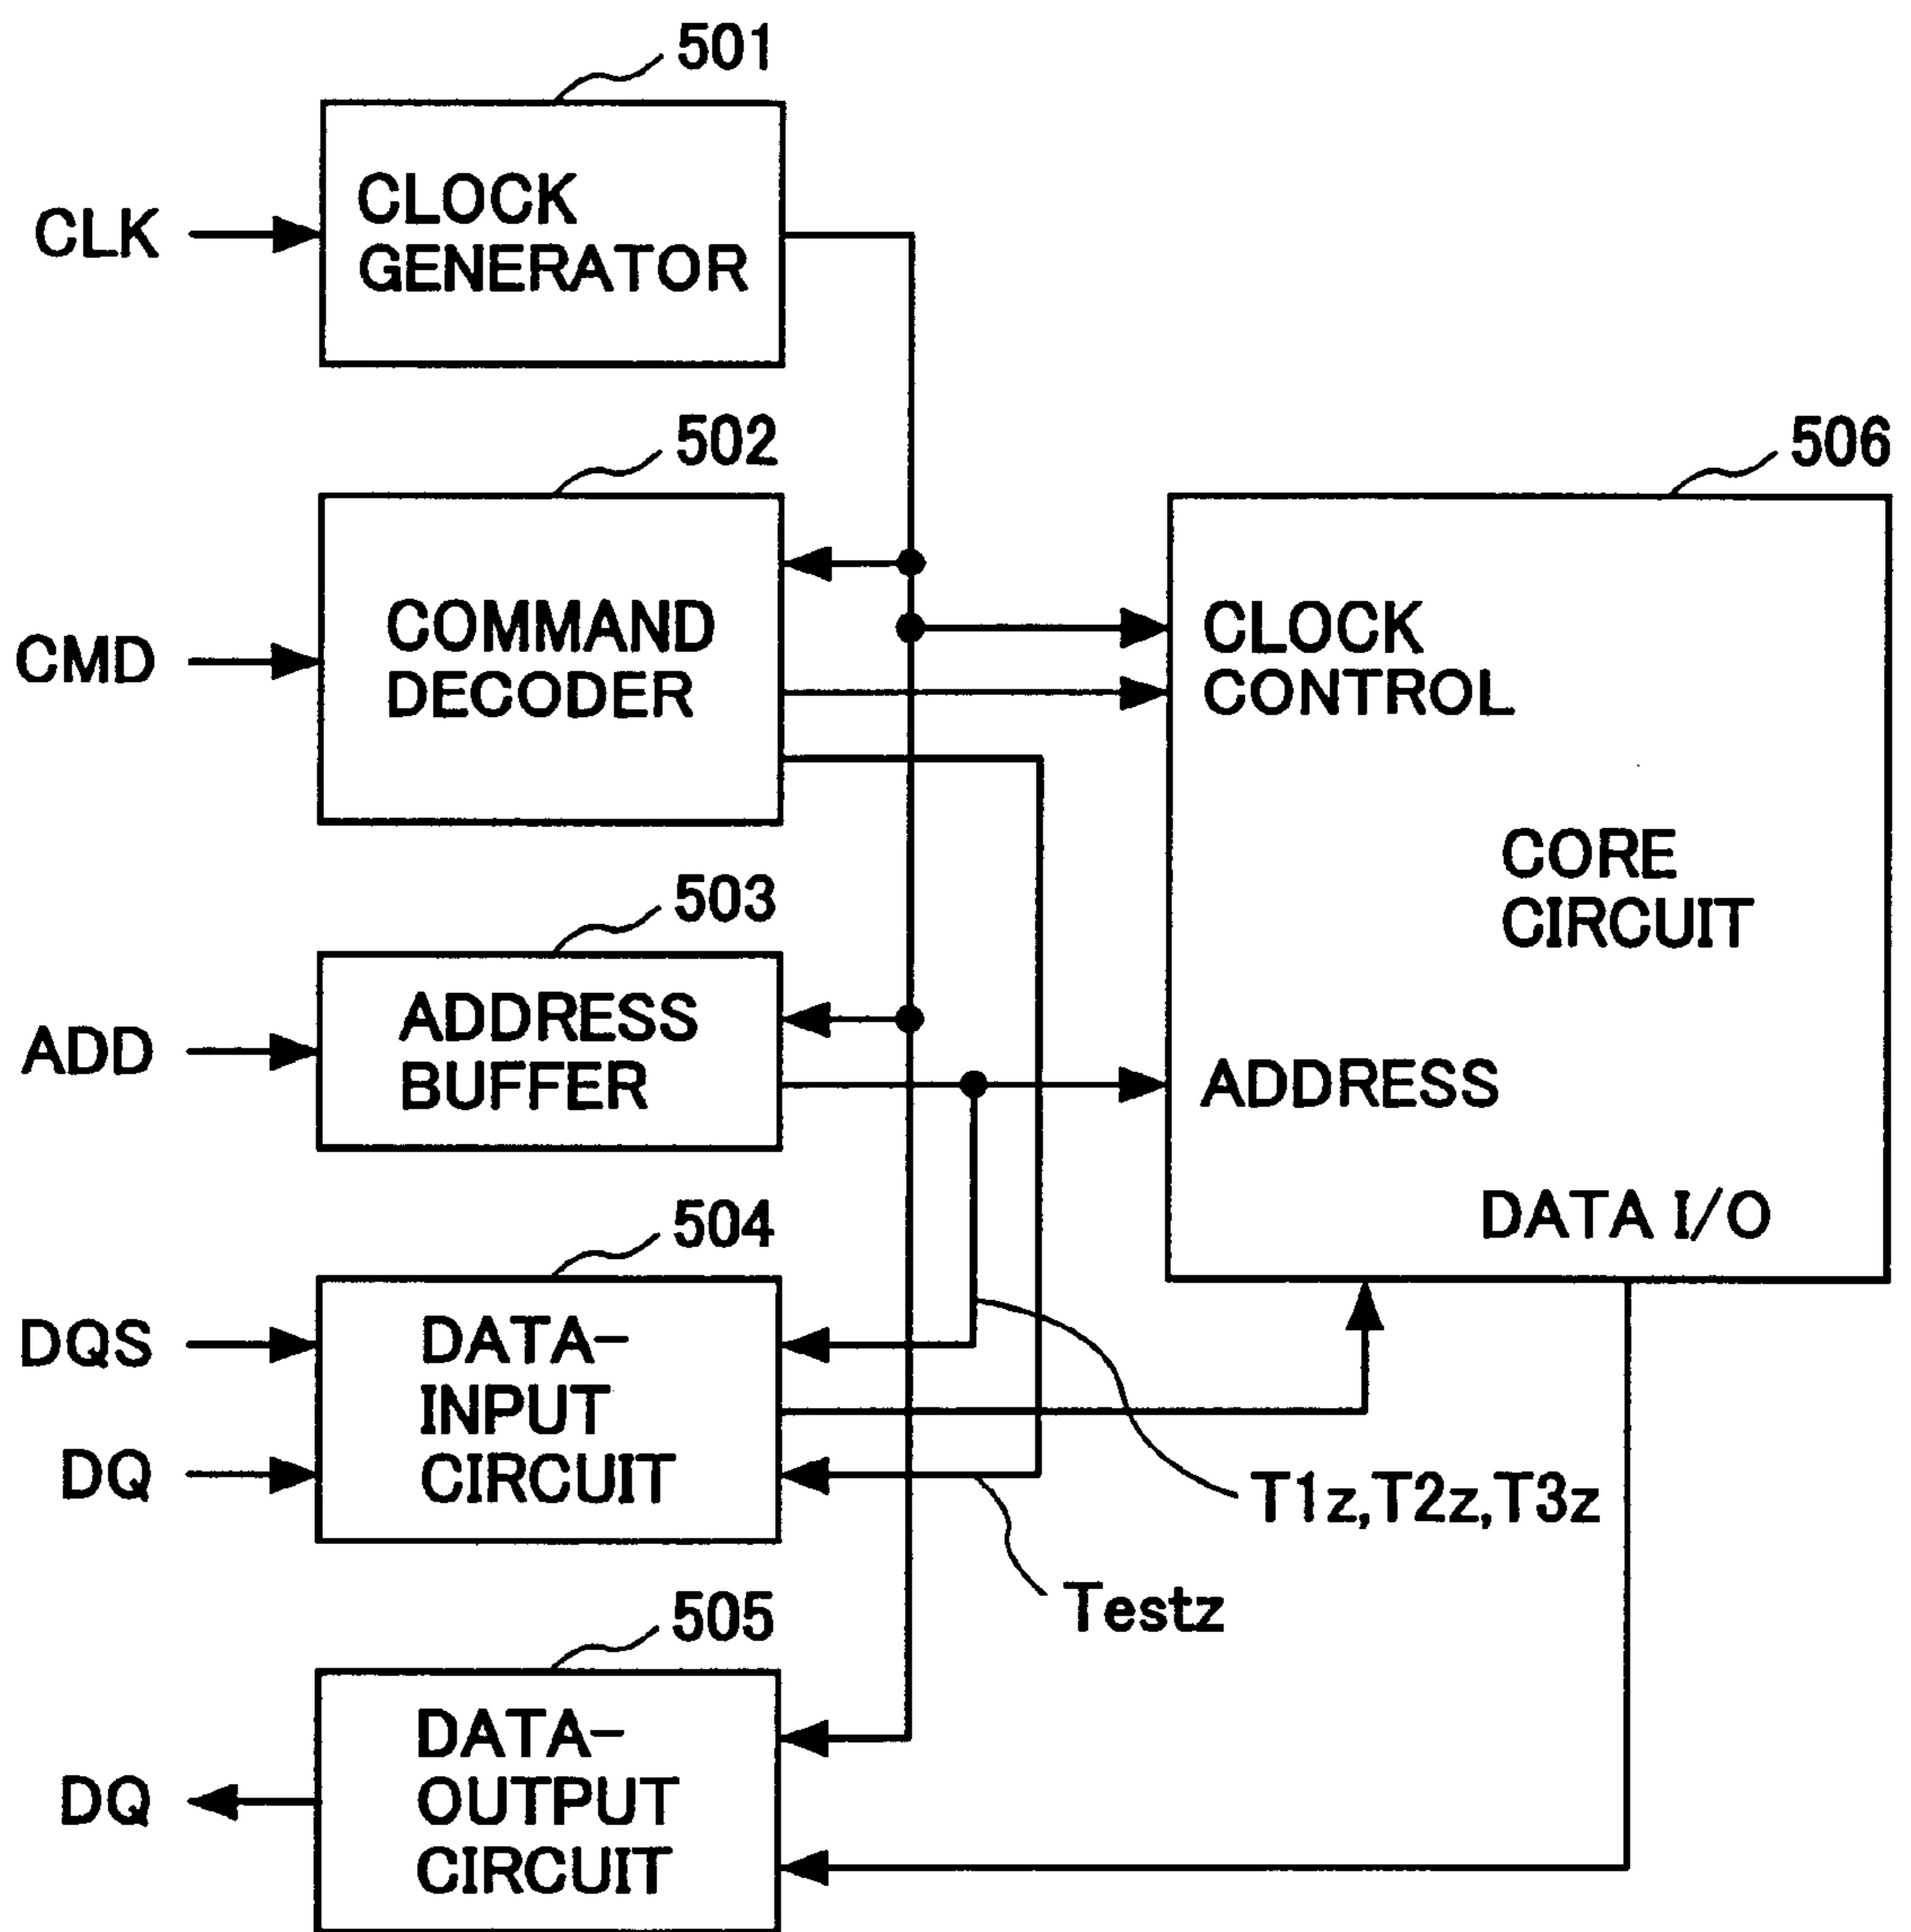 501
CLK
CLOCK
GENERATOR
502
CMD
COMMAND
DECODER
506
CLOCK
CONTROL
CORE
CIRCUIT
ADDRESS
DATA I/O
503
ADD
ADDRESS
BUFFER
504
DQS
DQ
DATA-
INPUT
CIRCUIT
T1z,T2z,T3z
Testz
505
DQ
DATA-
OUTPUT
CIRCUIT